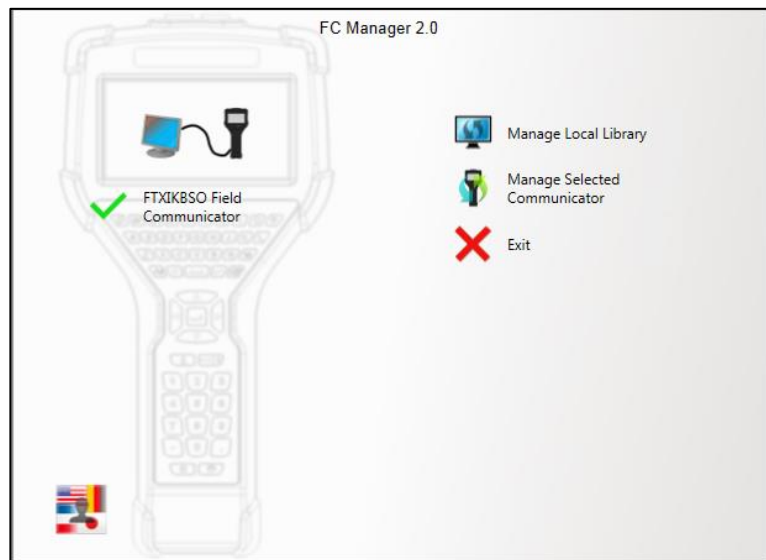 FC Manager 2.0
FTXIKBSO Field
Communicator
Manage Local Library
Manage Selected
Communicator
Exit